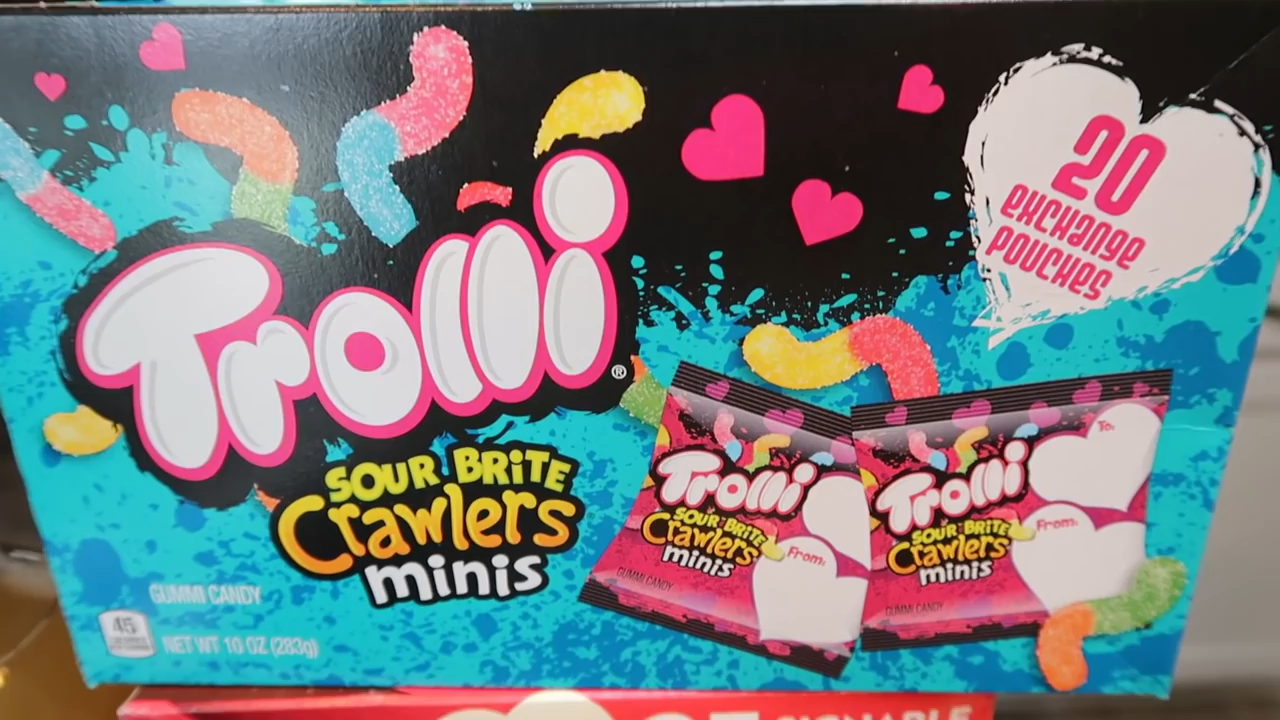 20
exchange
pouches
Trolli®
SOUR BRiTE
Crawlers
minis
GUMMI CANDY
45
NET WT 10 OZ (283g)
Trolli
SOUR BRiTE
Crawlers
minis
From:
GUMMI CANDY
Trolli
SOUR BRiTE
Crawlers
minis
To:
From:
GUMMI CANDY
SIGNABLE